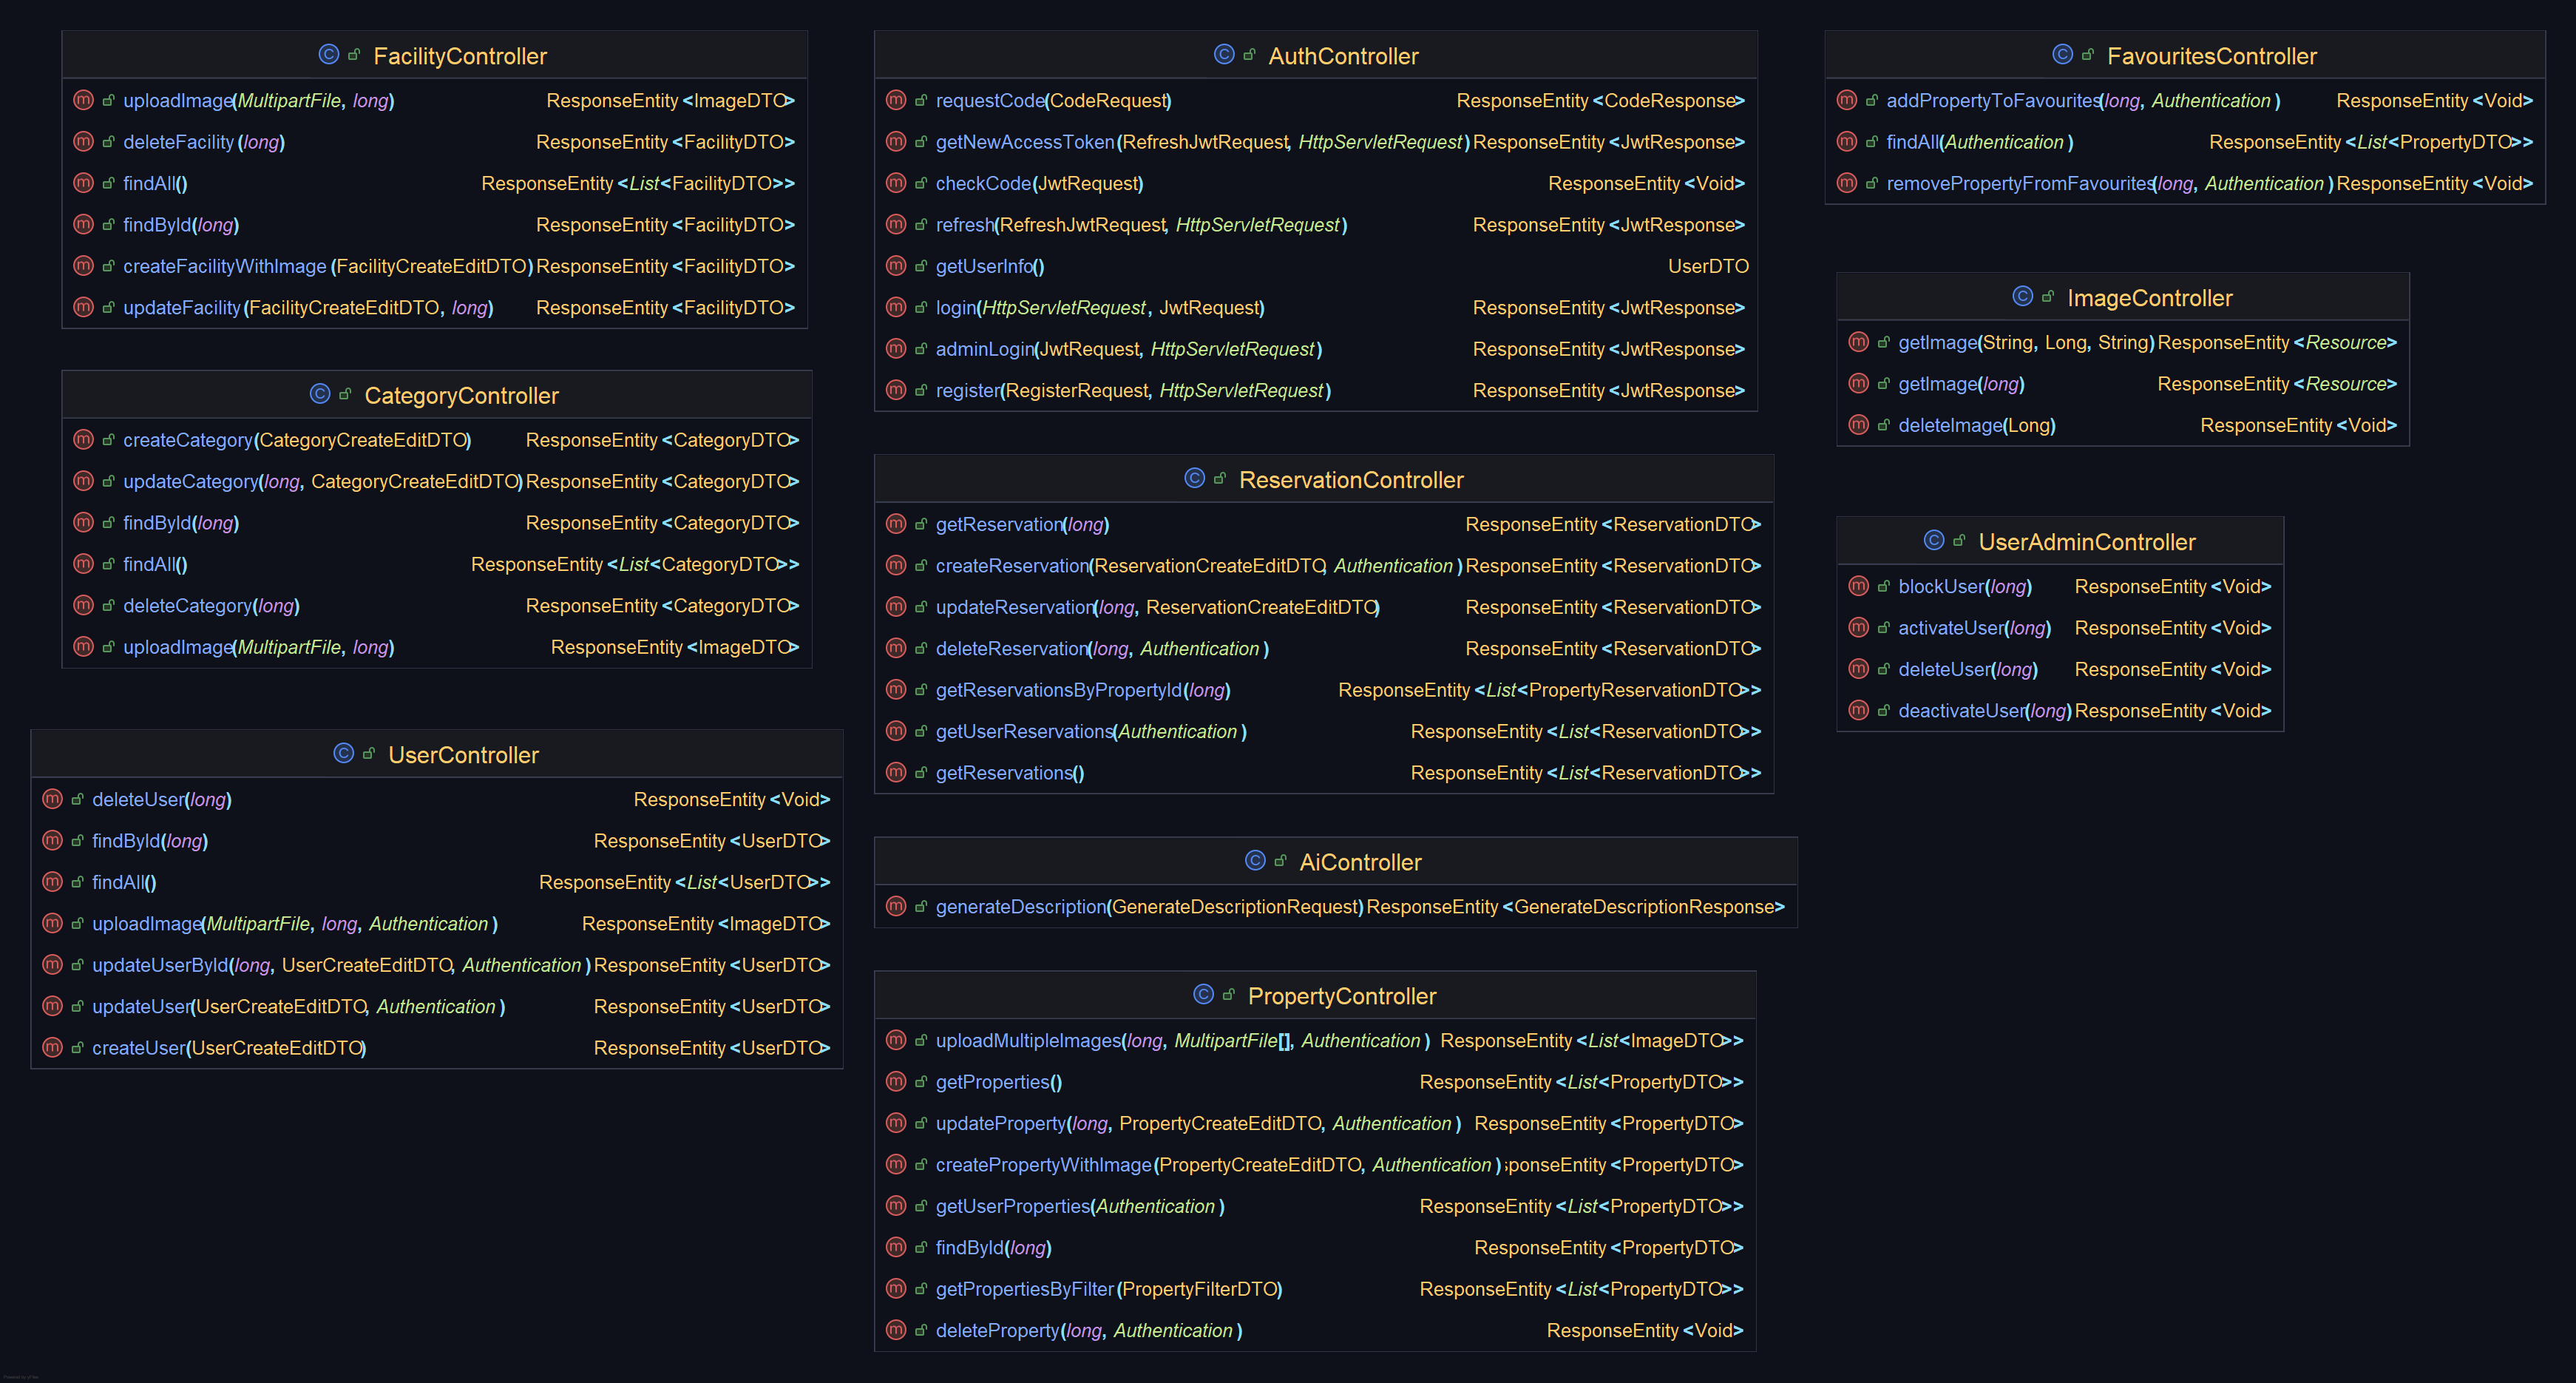 FacilityController
uploadImage(MultipartFile, long) ResponseEntity<ImageDTO>
deleteFacility(long) ResponseEntity<FacilityDTO>
findAll() ResponseEntity<List<FacilityDTO>>
findById(long) ResponseEntity<FacilityDTO>
createFacilityWithImage(FacilityCreateEditDTO) ResponseEntity<FacilityDTO>
updateFacility(FacilityCreateEditDTO, long) ResponseEntity<FacilityDTO>
CategoryController
createCategory(CategoryCreateEditDTO) ResponseEntity<CategoryDTO>
updateCategory(long, CategoryCreateEditDTO) ResponseEntity<CategoryDTO>
findById(long) ResponseEntity<CategoryDTO>
findAll() ResponseEntity<List<CategoryDTO>>
deleteCategory(long) ResponseEntity<CategoryDTO>
uploadImage(MultipartFile, long) ResponseEntity<ImageDTO>
UserController
deleteUser(long) ResponseEntity<Void>
findById(long) ResponseEntity<UserDTO>
findAll() ResponseEntity<List<UserDTO>>
uploadImage(MultipartFile, long, Authentication) ResponseEntity<ImageDTO>
updateUserById(long, UserCreateEditDTO, Authentication) ResponseEntity<UserDTO>
updateUser(UserCreateEditDTO, Authentication) ResponseEntity<UserDTO>
createUser(UserCreateEditDTO) ResponseEntity<UserDTO>
AuthController
requestCode(CodeRequest) ResponseEntity<CodeResponse>
getNewAccessToken(RefreshJwtRequest, HttpServletRequest) ResponseEntity<JwtResponse>
checkCode(JwtRequest) ResponseEntity<Void>
refresh(RefreshJwtRequest, HttpServletRequest) ResponseEntity<JwtResponse>
getUserInfo() UserDTO
login(HttpServletRequest, JwtRequest) ResponseEntity<JwtResponse>
adminLogin(JwtRequest, HttpServletRequest) ResponseEntity<JwtResponse>
register(RegisterRequest, HttpServletRequest) ResponseEntity<JwtResponse>
ReservationController
getReservation(long) ResponseEntity<ReservationDTO>
createReservation(ReservationCreateEditDTO, Authentication) ResponseEntity<ReservationDTO>
updateReservation(long, ReservationCreateEditDTO) ResponseEntity<ReservationDTO>
deleteReservation(long, Authentication) ResponseEntity<ReservationDTO>
getReservationsByPropertyId(long) ResponseEntity<List<PropertyReservationDTO>>
getUserReservations(Authentication) ResponseEntity<List<ReservationDTO>>
getReservations() ResponseEntity<List<ReservationDTO>>
AiController
generateDescription(GenerateDescriptionRequest) ResponseEntity<GenerateDescriptionResponse>
PropertyController
uploadMultipleImages(long, MultipartFile[], Authentication) ResponseEntity<List<ImageDTO>>
getProperties() ResponseEntity<List<PropertyDTO>>
updateProperty(long, PropertyCreateEditDTO, Authentication) ResponseEntity<PropertyDTO>
createPropertyWithImage(PropertyCreateEditDTO, Authentication) sponseEntity<PropertyDTO>
getUserProperties(Authentication) ResponseEntity<List<PropertyDTO>>
findById(long) ResponseEntity<PropertyDTO>
getPropertiesByFilter(PropertyFilterDTO) ResponseEntity<List<PropertyDTO>>
deleteProperty(long, Authentication) ResponseEntity<Void>
FavouritesController
addPropertyToFavourites(long, Authentication) ResponseEntity<Void>
findAll(Authentication) ResponseEntity<List<PropertyDTO>>
removePropertyFromFavourites(long, Authentication) ResponseEntity<Void>
ImageController
getImage(String, Long, String) ResponseEntity<Resource>
getImage(long) ResponseEntity<Resource>
deleteImage(Long) ResponseEntity<Void>
UserAdminController
blockUser(long) ResponseEntity<Void>
activateUser(long) ResponseEntity<Void>
deleteUser(long) ResponseEntity<Void>
deactivateUser(long) ResponseEntity<Void>